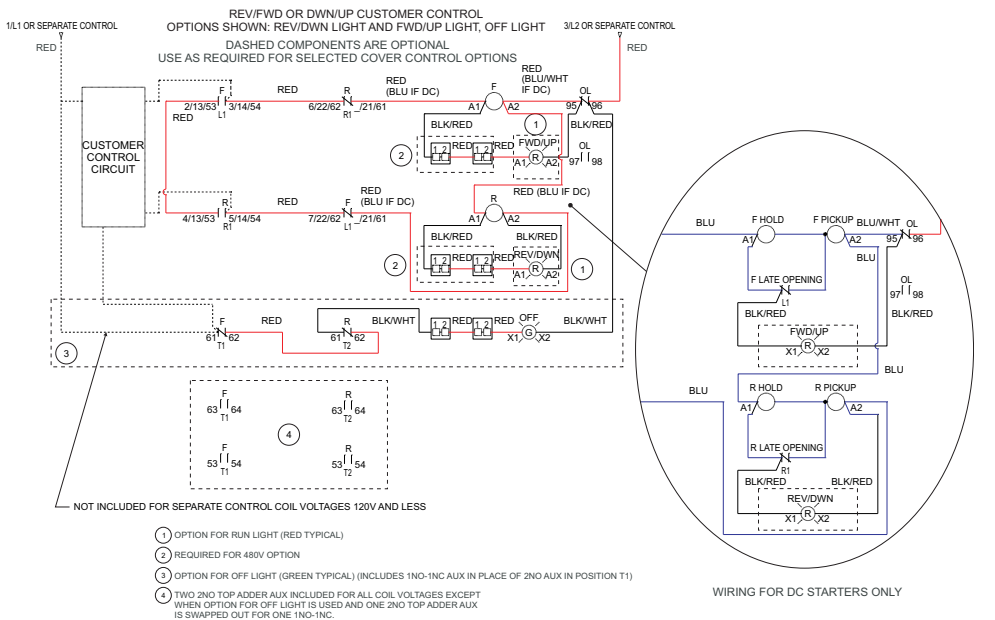 REV/FWD OR DWN/UP CUSTOMER CONTROL
OPTIONS SHOWN: REV/DWN LIGHT AND FWD/UP LIGHT, OFF LIGHT
DASHED COMPONENTS ARE OPTIONAL
USE AS REQUIRED FOR SELECTED COVER CONTROL OPTIONS
1/L1 OR SEPARATE CONTROL
RED
3/L2 OR SEPARATE CONTROL
RED
CUSTOMER
CONTROL
CIRCUIT
F
2/13/53 3/14/54
L1
RED
RED
R
6/22/62 _/21/61
R1
RED
(BLU IF DC)
F
A1 A2
RED
(BLU/WHT
IF DC)
OL
95 96
BLK/RED
BLK/RED
1
2
1 2
RED
1 2
RED
FWD/UP
R
A1 A2
OL
97 98
RED (BLU IF DC)
R
4/13/53 5/14/54
R1
RED
F
7/22/62 _/21/61
L1
RED
(BLU IF DC)
R
A1 A2
BLK/RED
BLK/RED
2
1 2
RED
1 2
RED
REV/DWN
R
A1 A2
1
F
61 62
T1
RED
R
61 62
T2
BLK/WHT
1 2
RED
1 2
RED
OFF
G
X1 X2
BLK/WHT
3
F
63 64
T1
R
63 64
T2
4
F
53 54
T1
R
53 54
T2
NOT INCLUDED FOR SEPARATE CONTROL COIL VOLTAGES 120V AND LESS
1 OPTION FOR RUN LIGHT (RED TYPICAL)
2 REQUIRED FOR 480V OPTION
3 OPTION FOR OFF LIGHT (GREEN TYPICAL) (INCLUDES 1NO-1NC AUX IN PLACE OF 2NO AUX IN POSITION T1)
4 TWO 2NO TOP ADDER AUX INCLUDED FOR ALL COIL VOLTAGES EXCEPT
WHEN OPTION FOR OFF LIGHT IS USED AND ONE 2NO TOP ADDER AUX
IS SWAPPED OUT FOR ONE 1NO-1NC.
BLU
F HOLD
A1
F PICKUP
A2
BLU/WHT
OL
95 96
BLU
F LATE OPENING
L1
OL
97 98
BLK/RED
BLK/RED
FWD/UP
R
X1 X2
BLU
BLU
R HOLD
A1
R PICKUP
A2
R LATE OPENING
R1
BLK/RED
BLK/RED
REV/DWN
R
X1 X2
WIRING FOR DC STARTERS ONLY